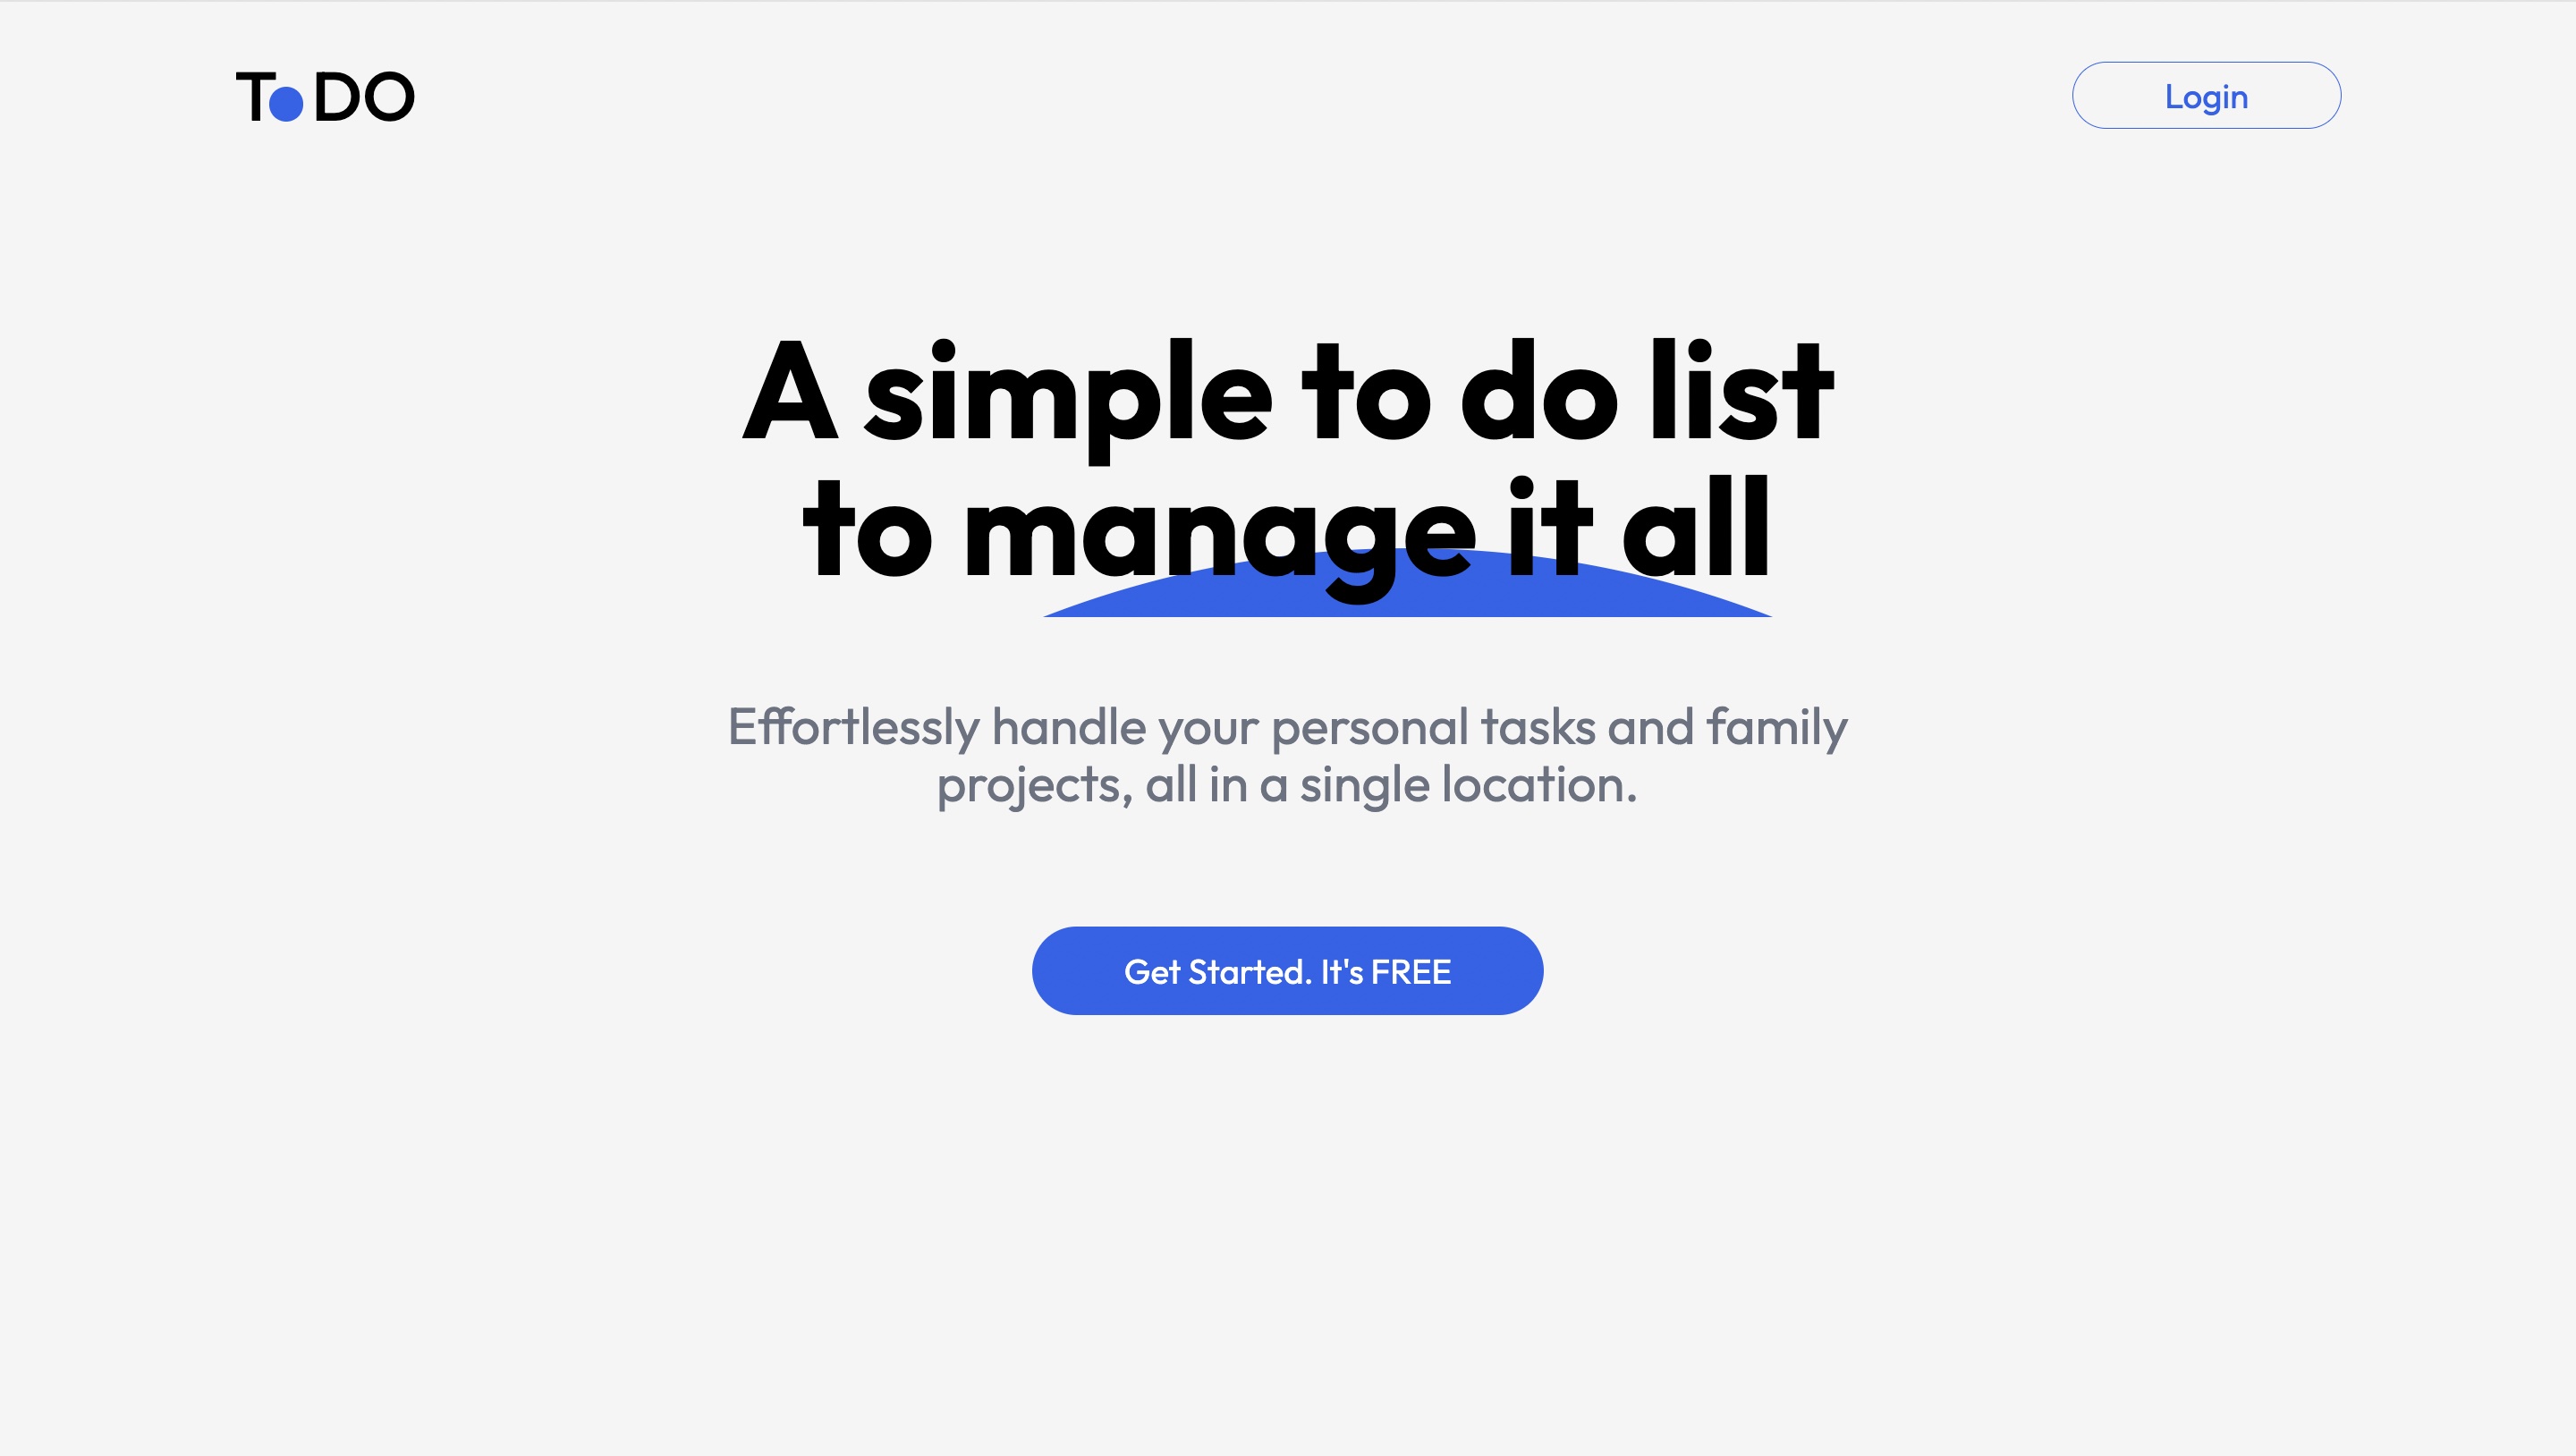 To DO
Login
A simple to do list
to manage it all
Effortlessly handle your personal tasks and family
projects, all in a single location.
Get Started. It's FREE